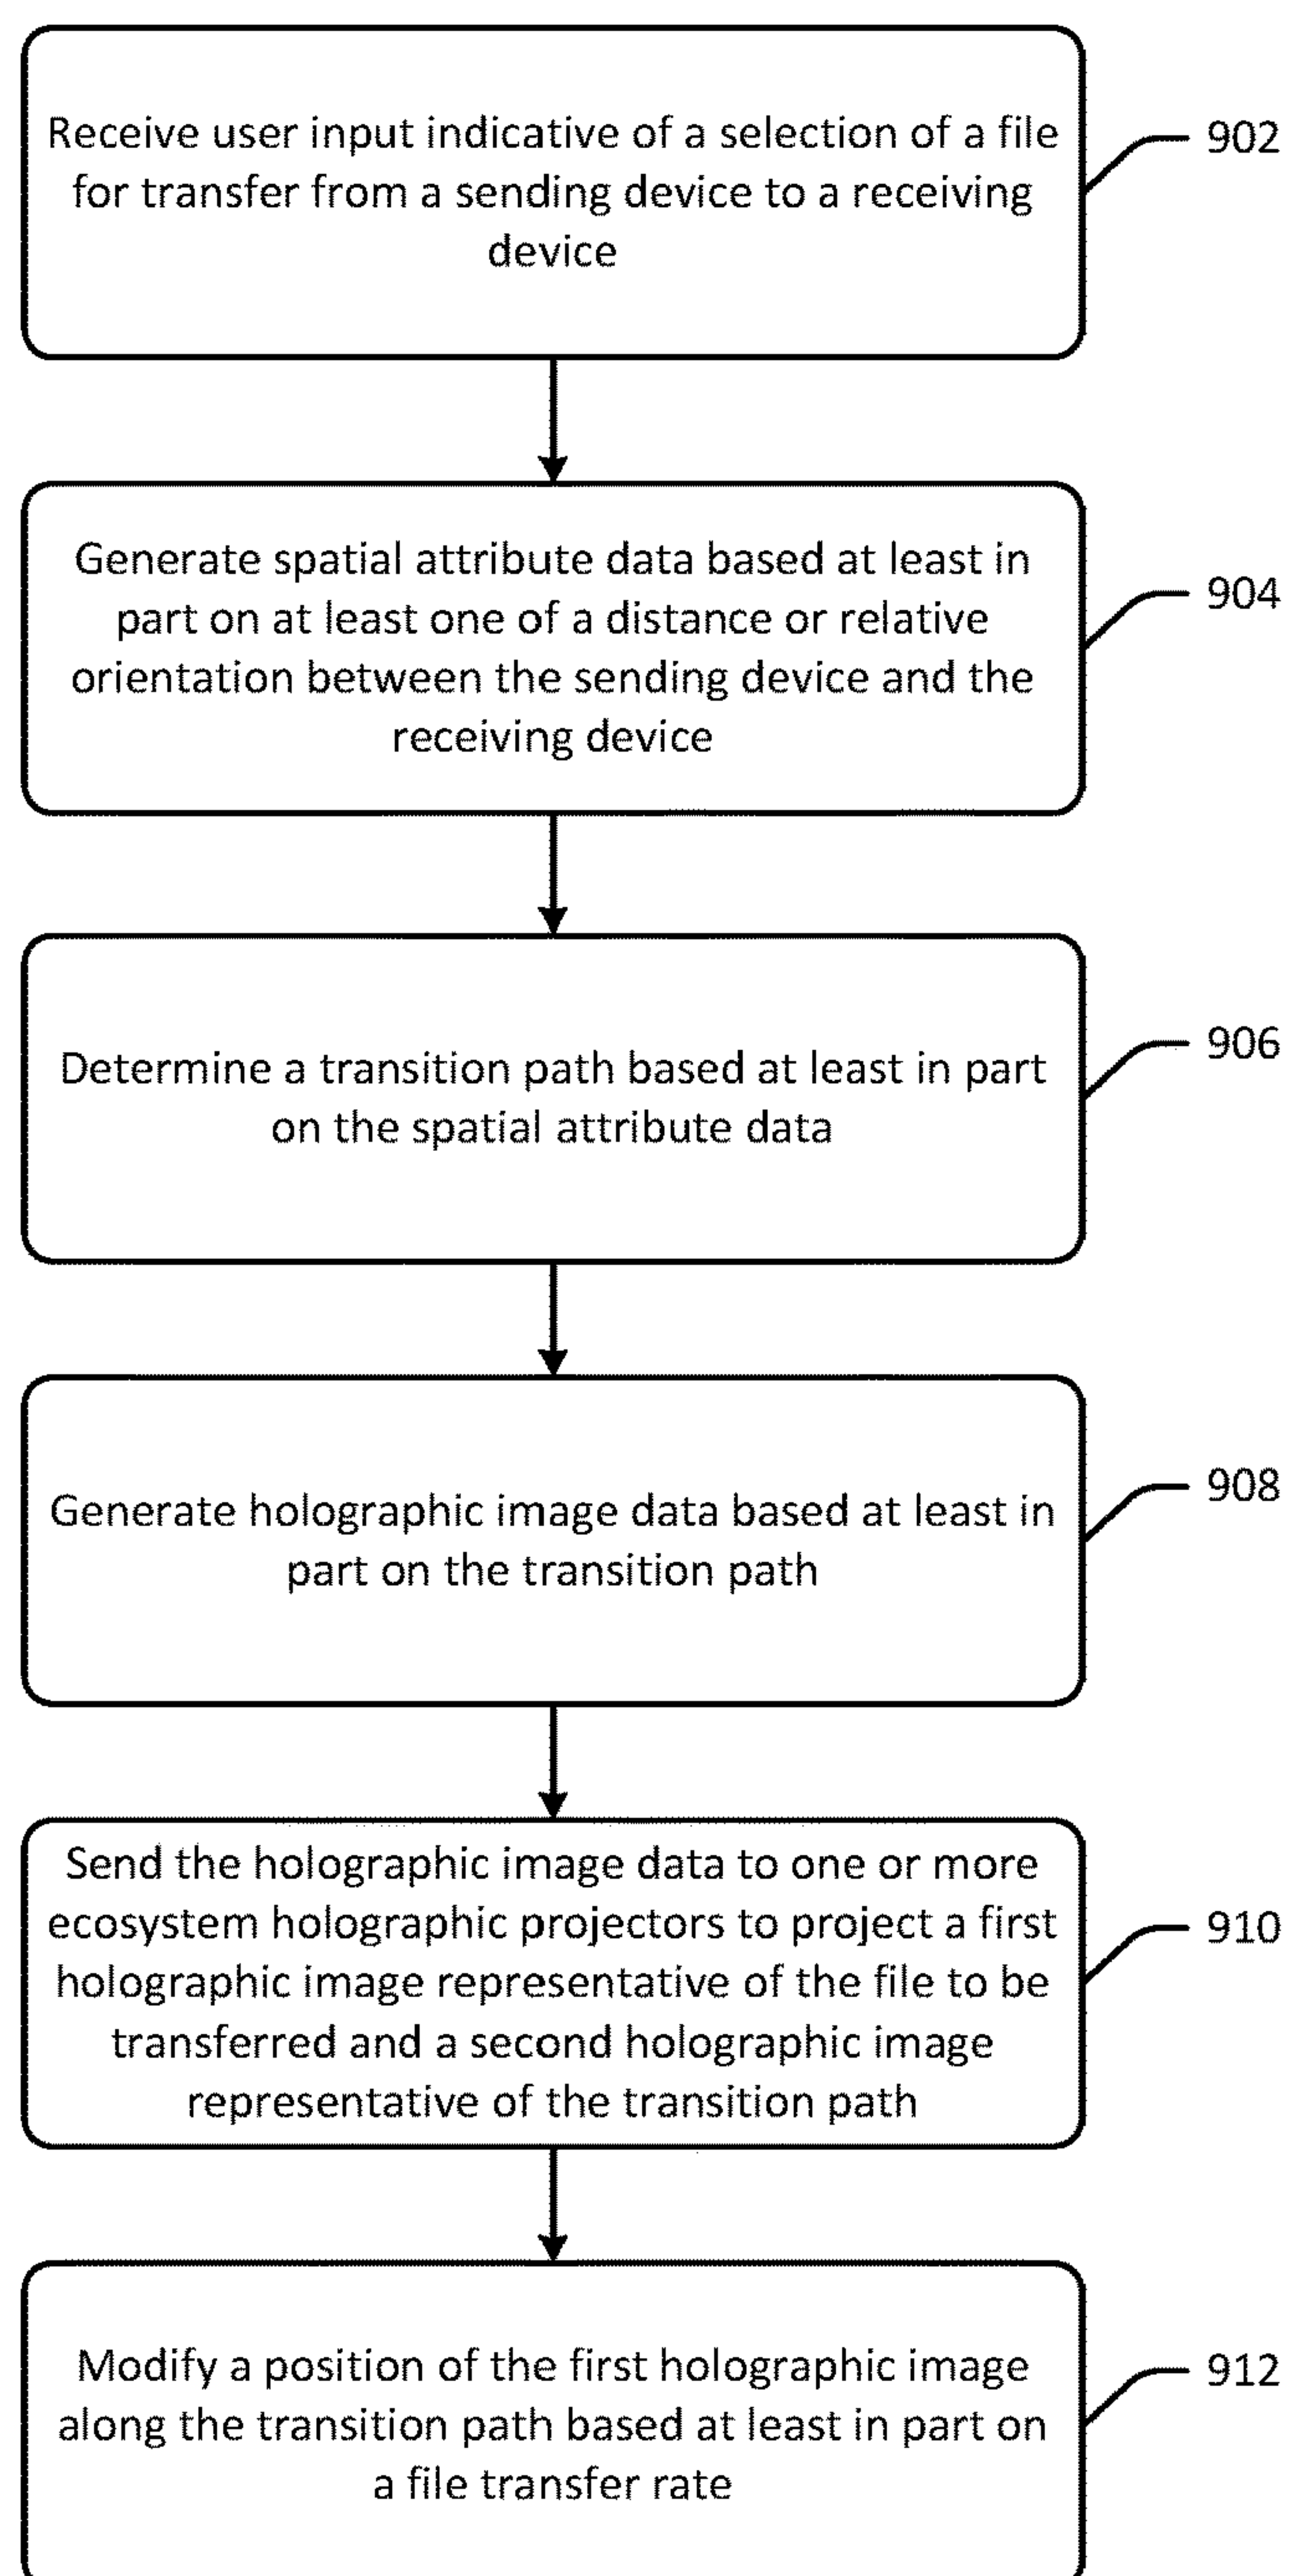 Receive user input indicative of a selection of a file
for transfer from a sending device to a receiving
device
902
Generate spatial attribute data based at least in
part on at least one of a distance or relative
orientation between the sending device and the
receiving device
904
Determine a transition path based at least in part
on the spatial attribute data
906
Generate holographic image data based at least in
part on the transition path
908
Send the holographic image data to one or more
ecosystem holographic projectors to project a first
holographic image representative of the file to be
transferred and a second holographic image
representative of the transition path
910
Modify a position of the first holographic image
along the transition path based at least in part on
a file transfer rate
912